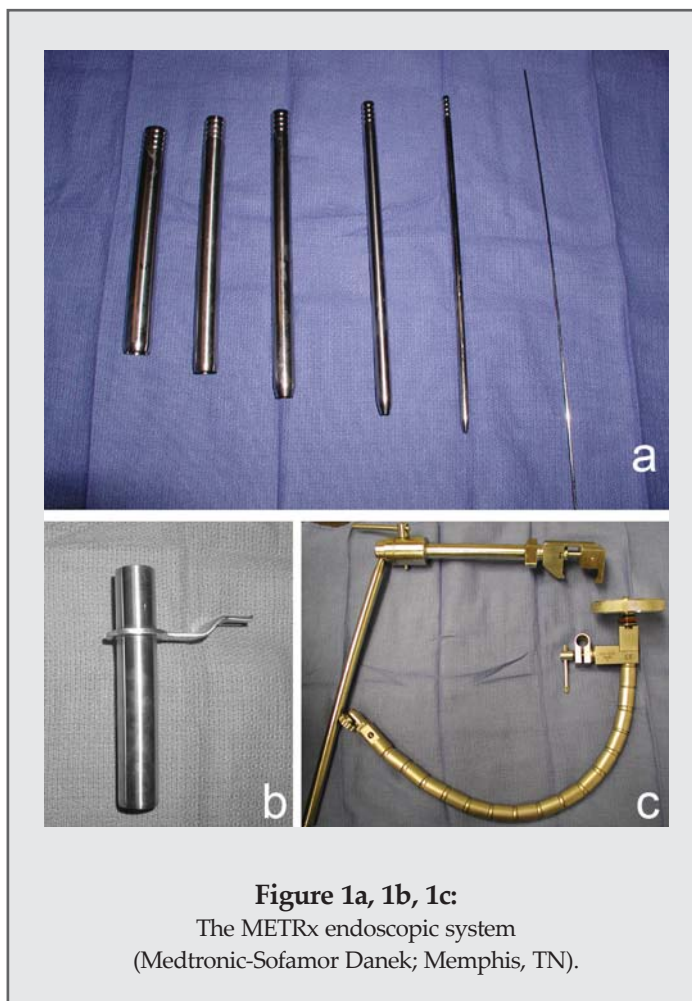 a
b
c
Figure 1a, 1b, 1c:
The METRx endoscopic system
(Medtronic-Sofamor Danek; Memphis, TN).